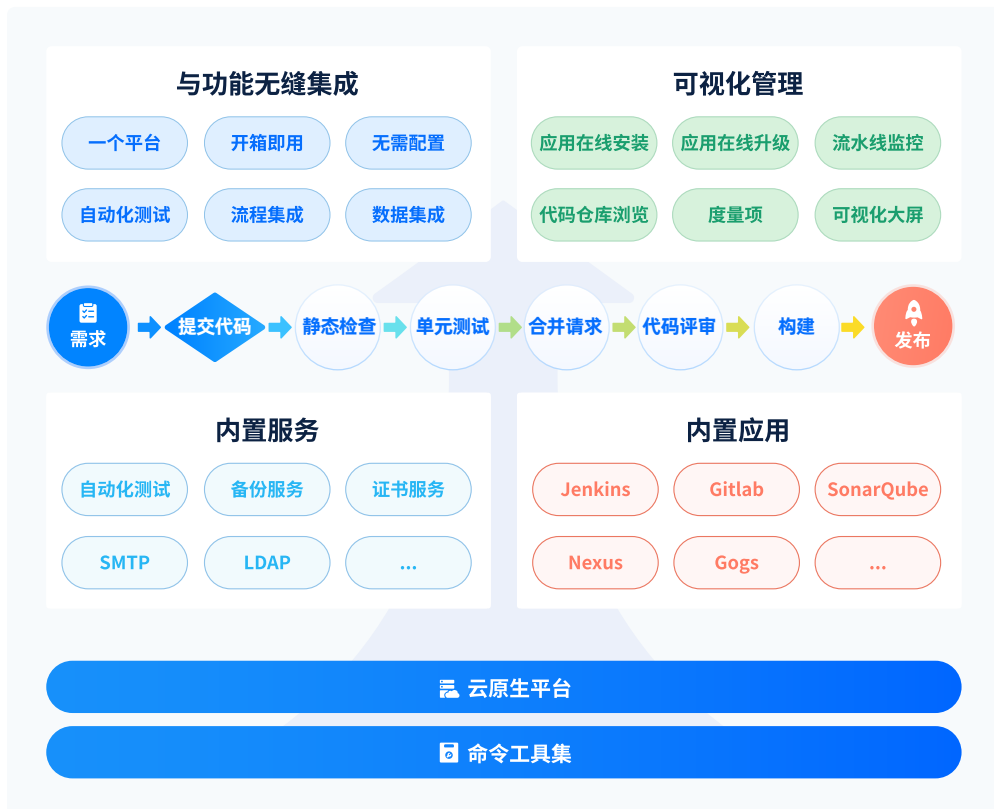 与功能无缝集成
一个平台
开箱即用
无需配置
自动化测试
流程集成
数据集成
可视化管理
应用在线安装
应用在线升级
流水线监控
代码仓库浏览
度量项
可视化大屏
需求
提交代码
静态检查
单元测试
合并请求
代码评审
构建
发布
内置服务
自动化测试
备份服务
证书服务
SMTP
LDAP
...
内置应用
Jenkins
Gitlab
SonarQube
Nexus
Gogs
...
云原生平台
命令工具集